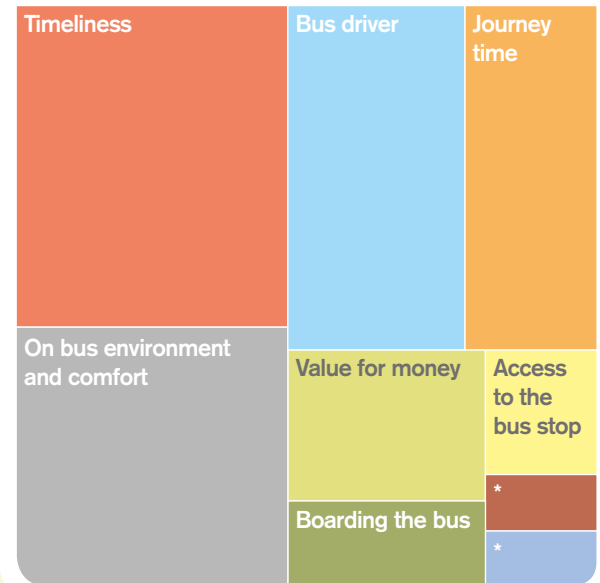 Timeliness
Bus driver
Journey
time
On bus environment
and comfort
Value for money
Access
to the
bus stop
*
Boarding the bus
*